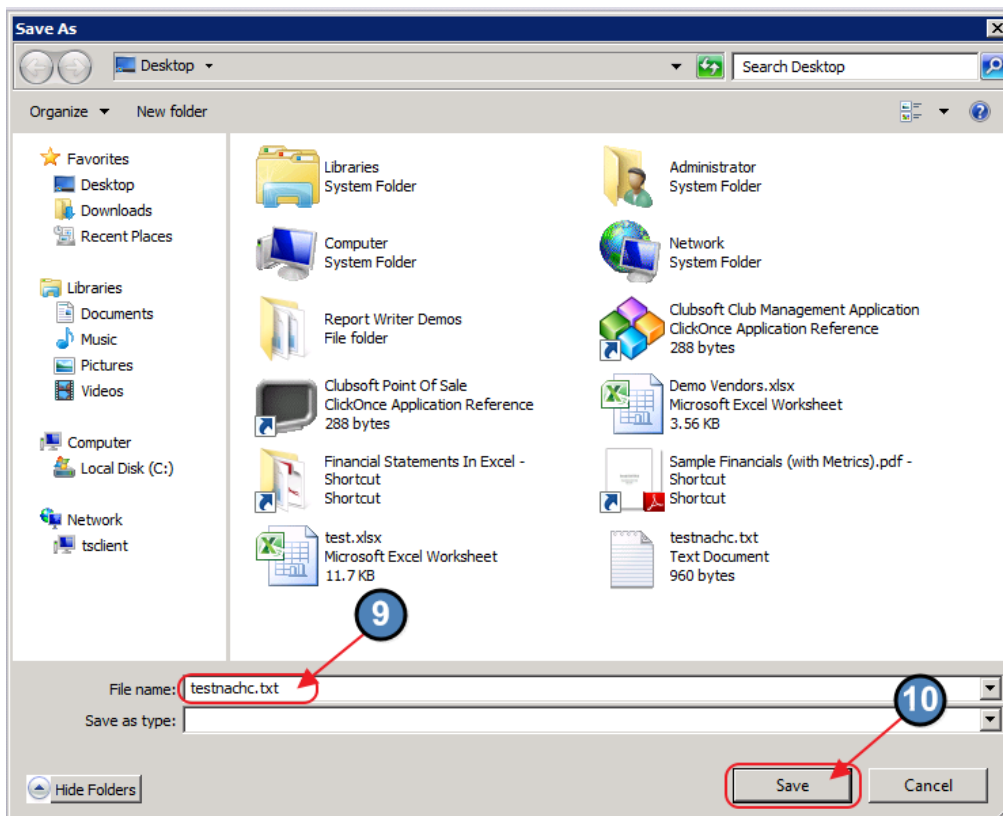 Save As
Desktop
Search Desktop
Organize
New folder
Favorites
Desktop
Downloads
Recent Places
Libraries
Documents
Music
Pictures
Videos
Computer
Local Disk (C:)
Network
tsclient
Libraries
System Folder
Administrator
System Folder
Computer
System Folder
Network
System Folder
Report Writer Demos
File folder
Clubsoft Club Management Application
ClickOnce Application Reference
288 bytes
Clubsoft Point Of Sale
ClickOnce Application Reference
288 bytes
Demo Vendors.xlsx
Microsoft Excel Worksheet
3.56 KB
Financial Statements In Excel -
Shortcut
Shortcut
Sample Financials (with Metrics).pdf -
Shortcut
Shortcut
test.xlsx
Microsoft Excel Worksheet
11.7 KB
testnachc.txt
Text Document
960 bytes
9
File name: testnachc.txt
10
Save as type:
Hide Folders
Save
Cancel